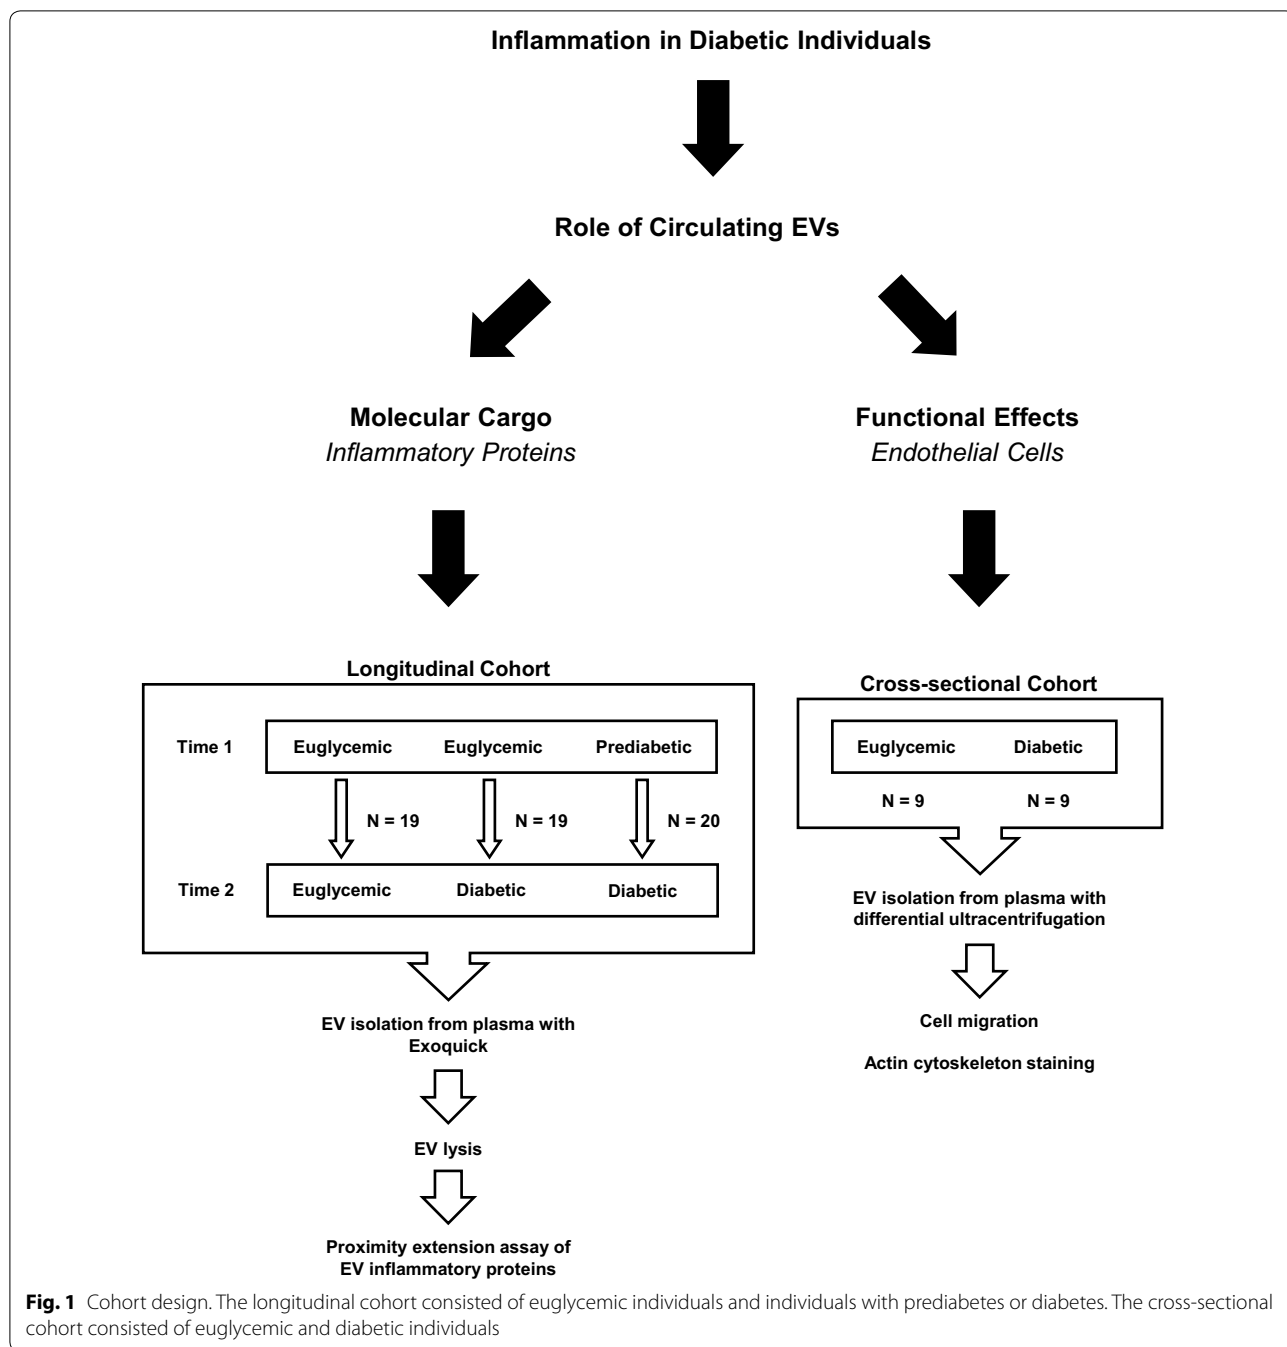 Inflammation in Diabetic Individuals
Role of Circulating EVs
Molecular Cargo
Inflammatory Proteins
Functional Effects
Endothelial Cells
Longitudinal Cohort
Time 1
Euglycemic Euglycemic Prediabetic
N = 19 N = 19 N = 20
Time 2
Euglycemic Diabetic Diabetic
EV isolation from plasma with
Exoquick
EV lysis
Proximity extension assay of
EV inflammatory proteins
Cross-sectional Cohort
Euglycemic Diabetic
N = 9 N = 9
EV isolation from plasma with
differential ultracentrifugation
Cell migration
Actin cytoskeleton staining
Fig. 1 Cohort design. The longitudinal cohort consisted of euglycemic individuals and individuals with prediabetes or diabetes. The cross-sectional
cohort consisted of euglycemic and diabetic individuals